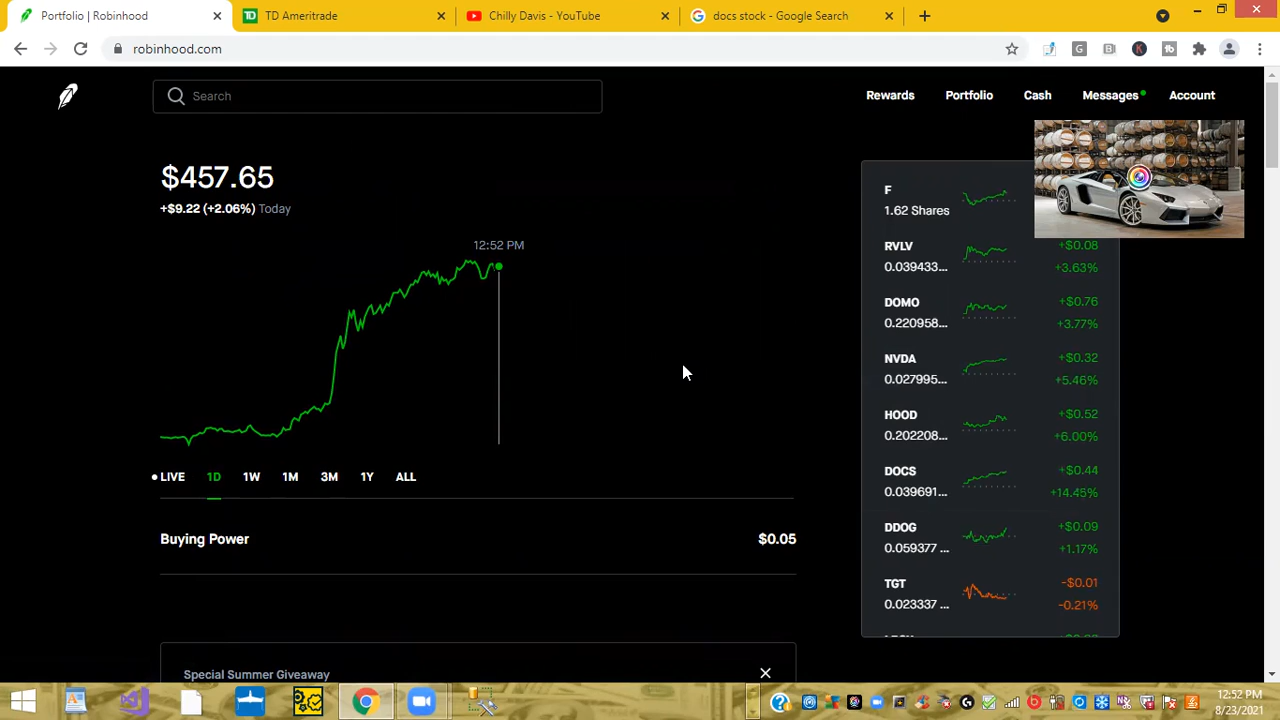 Portfolio | Robinhood
TD Ameritrade
Chilly Davis - YouTube
docs stock - Google Search
robinhood.com
Search
Rewards
Portfolio
Cash
Messages
Account
$457.65
+$9.22 (+2.06%) Today
12:52 PM
LIVE
1D
1W
1M
3M
1Y
ALL
Buying Power
$0.05
Special Summer Giveaway
F
1.62 Shares
RVLV
+$0.08
0.039433...
+3.63%
DOMO
+$0.76
0.220958...
+3.77%
NVDA
+$0.32
0.027995...
+5.46%
HOOD
+$0.52
0.202208...
+6.00%
DOCS
+$0.44
0.039691...
+14.45%
DDOG
+$0.09
0.059377 ...
+1.17%
TGT
-$0.01
0.023337 ...
-0.21%
12:52 PM
8/23/2021